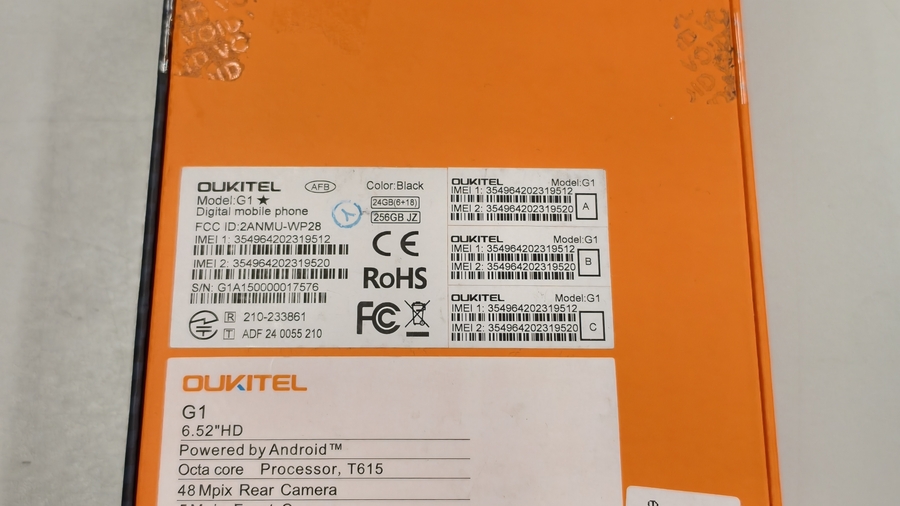 OUKITEL AFB Color:Black
Model:G1 ★ 24GB(6+18)
Digital mobile phone 256GB JZ
FCC ID:2ANMU-WP28
IMEI 1: 354964202319512
IMEI 2: 354964202319520
S/N: G1A150000017576
CE
RoHS
FC
R 210-233861
T ADF 24 0055 210
OUKITEL Model:G1
IMEI 1: 354964202319512
IMEI 2: 354964202319520
A
OUKITEL Model:G1
IMEI 1: 354964202319512
IMEI 2: 354964202319520
B
OUKITEL Model:G1
IMEI 1: 354964202319512
IMEI 2: 354964202319520
C
OUKITEL
G1
6.52"HD
Powered by Android™
Octa core Processor, T615
48 Mpix Rear Camera